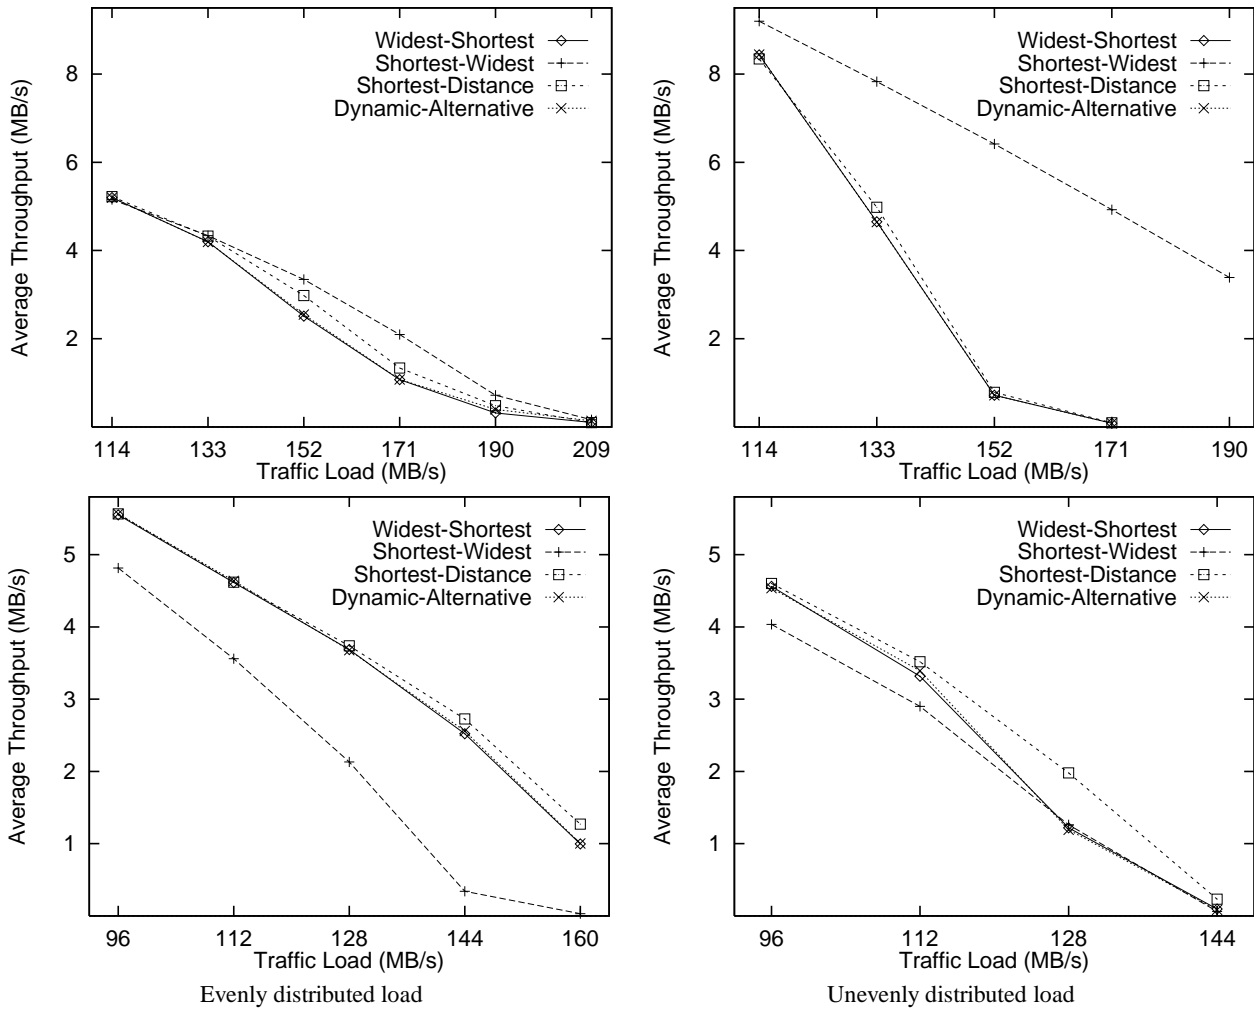 Widest-Shortest
Shortest-Widest
Shortest-Distance
Dynamic-Alternative
8
6
4
2
Average Throughput (MB/s)
114 133 152 171 190 209
Traffic Load (MB/s)
Widest-Shortest
Shortest-Widest
Shortest-Distance
Dynamic-Alternative
8
6
4
2
Average Throughput (MB/s)
114 133 152 171 190
Traffic Load (MB/s)
Widest-Shortest
Shortest-Widest
Shortest-Distance
Dynamic-Alternative
5
4
3
2
1
Average Throughput (MB/s)
96 112 128 144 160
Traffic Load (MB/s)
Evenly distributed load
Widest-Shortest
Shortest-Widest
Shortest-Distance
Dynamic-Alternative
5
4
3
2
1
Average Throughput (MB/s)
96 112 128 144
Traffic Load (MB/s)
Unevenly distributed load